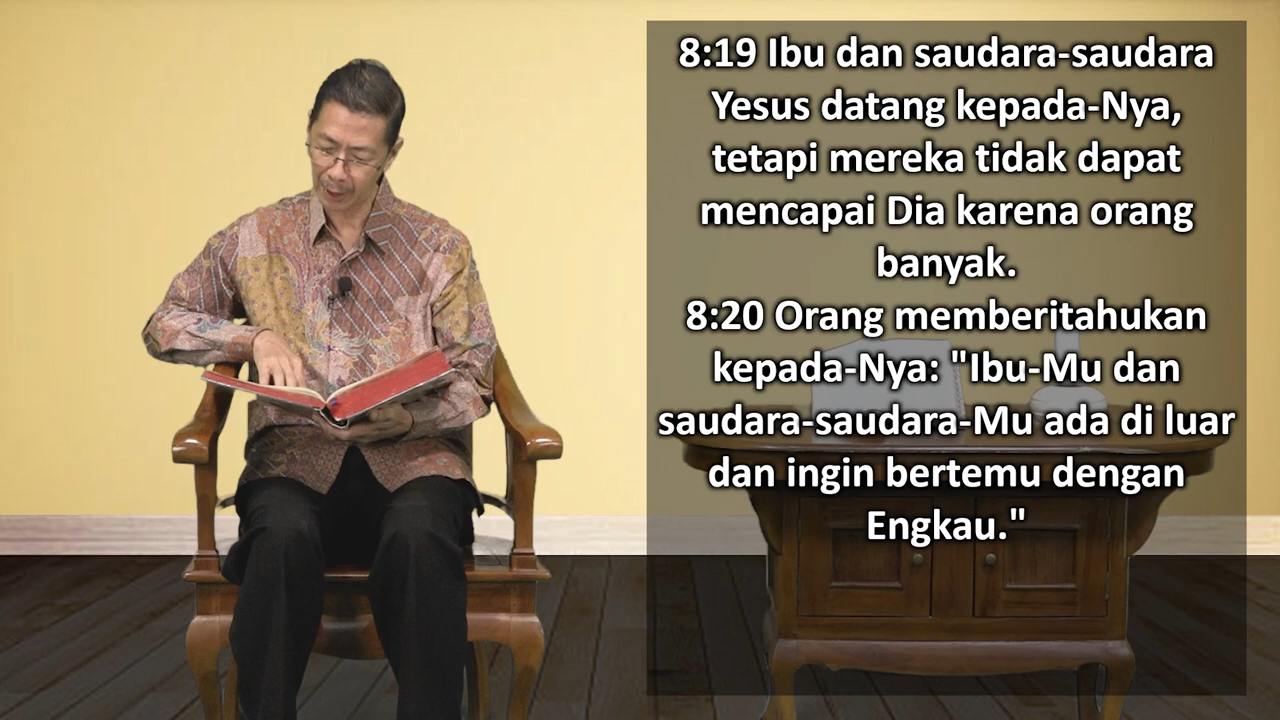 8:19 Ibu dan saudara-saudara
Yesus datang kepada-Nya,
tetapi mereka tidak dapat
mencapai Dia karena orang
banyak.
8:20 Orang memberitahukan
kepada-Nya: "Ibu-Mu dan
saudara-saudara-Mu ada di luar
dan ingin bertemu dengan
Engkau."